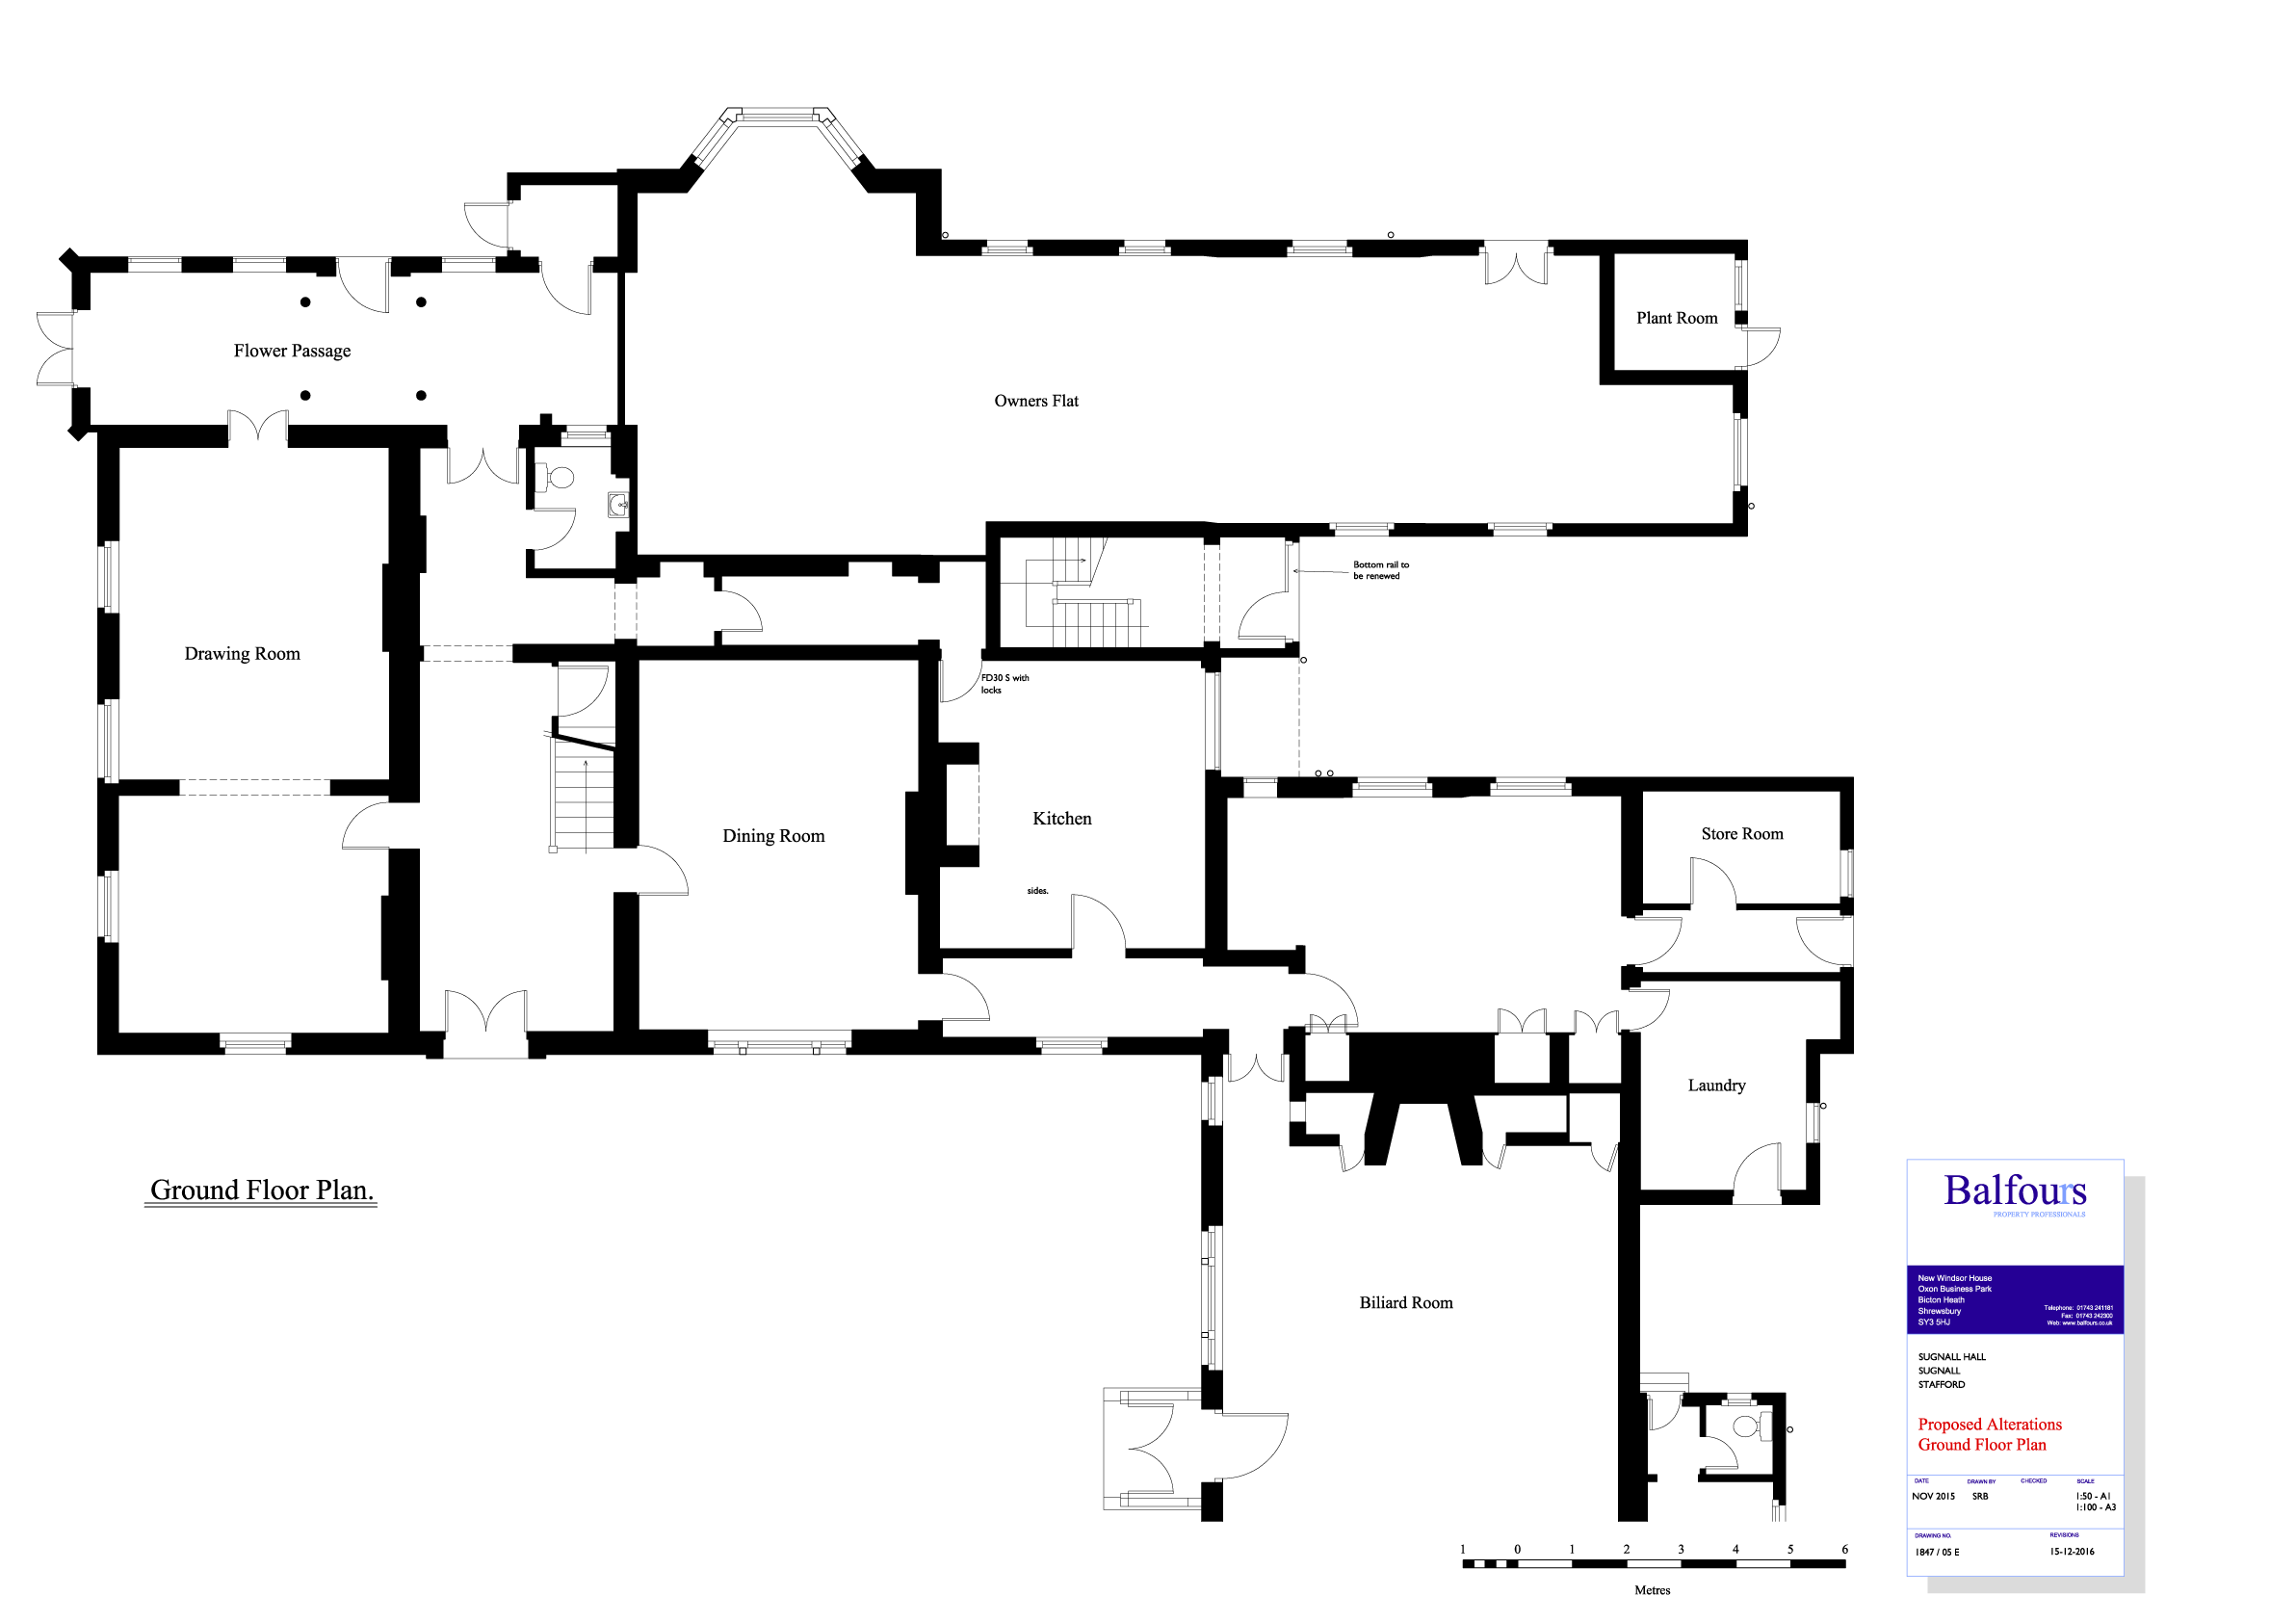 Plant Room
Flower Passage
Owners Flat
Bottom rail to
be renewed
Drawing Room
FD30 S with
locks
Kitchen
Dining Room
Store Room
sides.
Laundry
Ground Floor Plan.
Biliard Room
Balfours
PROPERTY PROFESSIONALS
New Windsor House
Oxon Business Park
Bicton Heath
Shrewsbury
SY3 5HJ
Telephone: 01743 241181
Fax: 01743 242300
Web: www.balfours.co.uk
SUGNALL HALL
SUGNALL
STAFFORD
Proposed Alterations
Ground Floor Plan
DATE DRAWN BY CHECKED SCALE
NOV 2015 SRB 1:50 - A1
1:100 - A3
DRAWING NO. REVISIONS
1847 / 05 E 15-12-2016
1 0 1 2 3 4 5 6
Metres